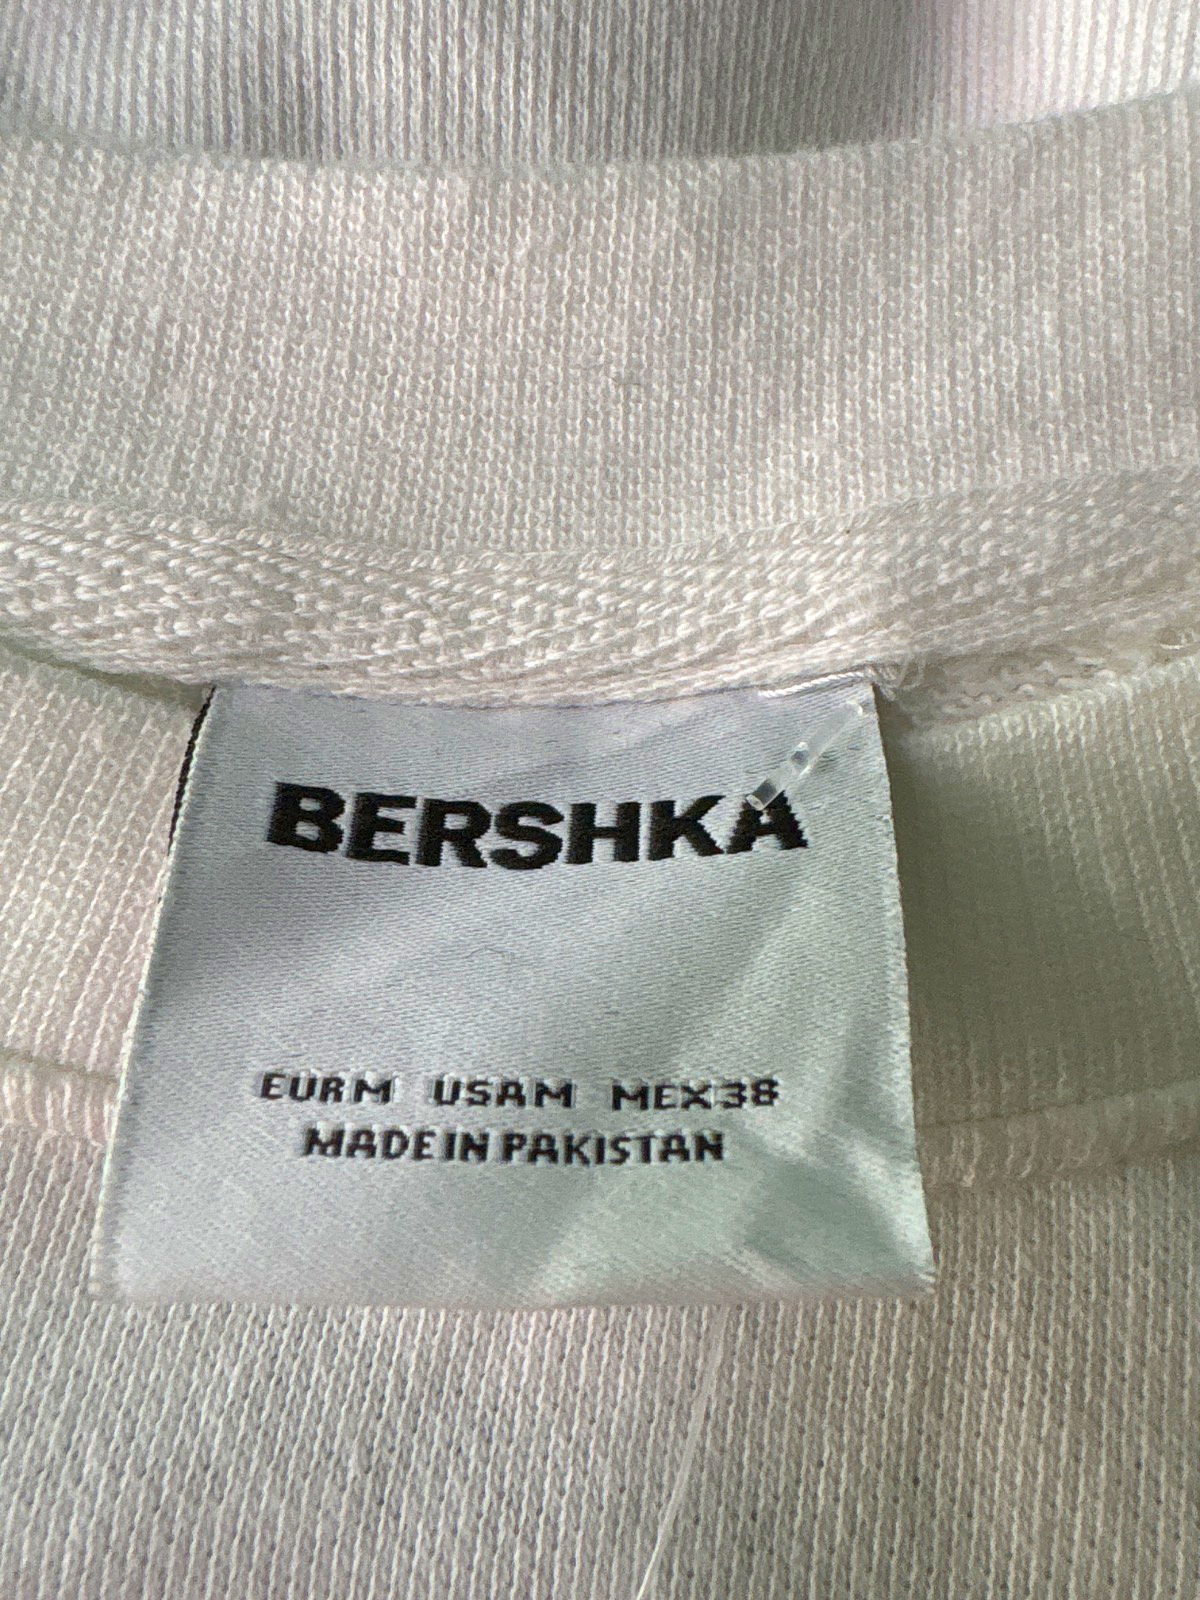 BERSHKA
EUR M USA M MEX 38
MADE IN PAKISTAN